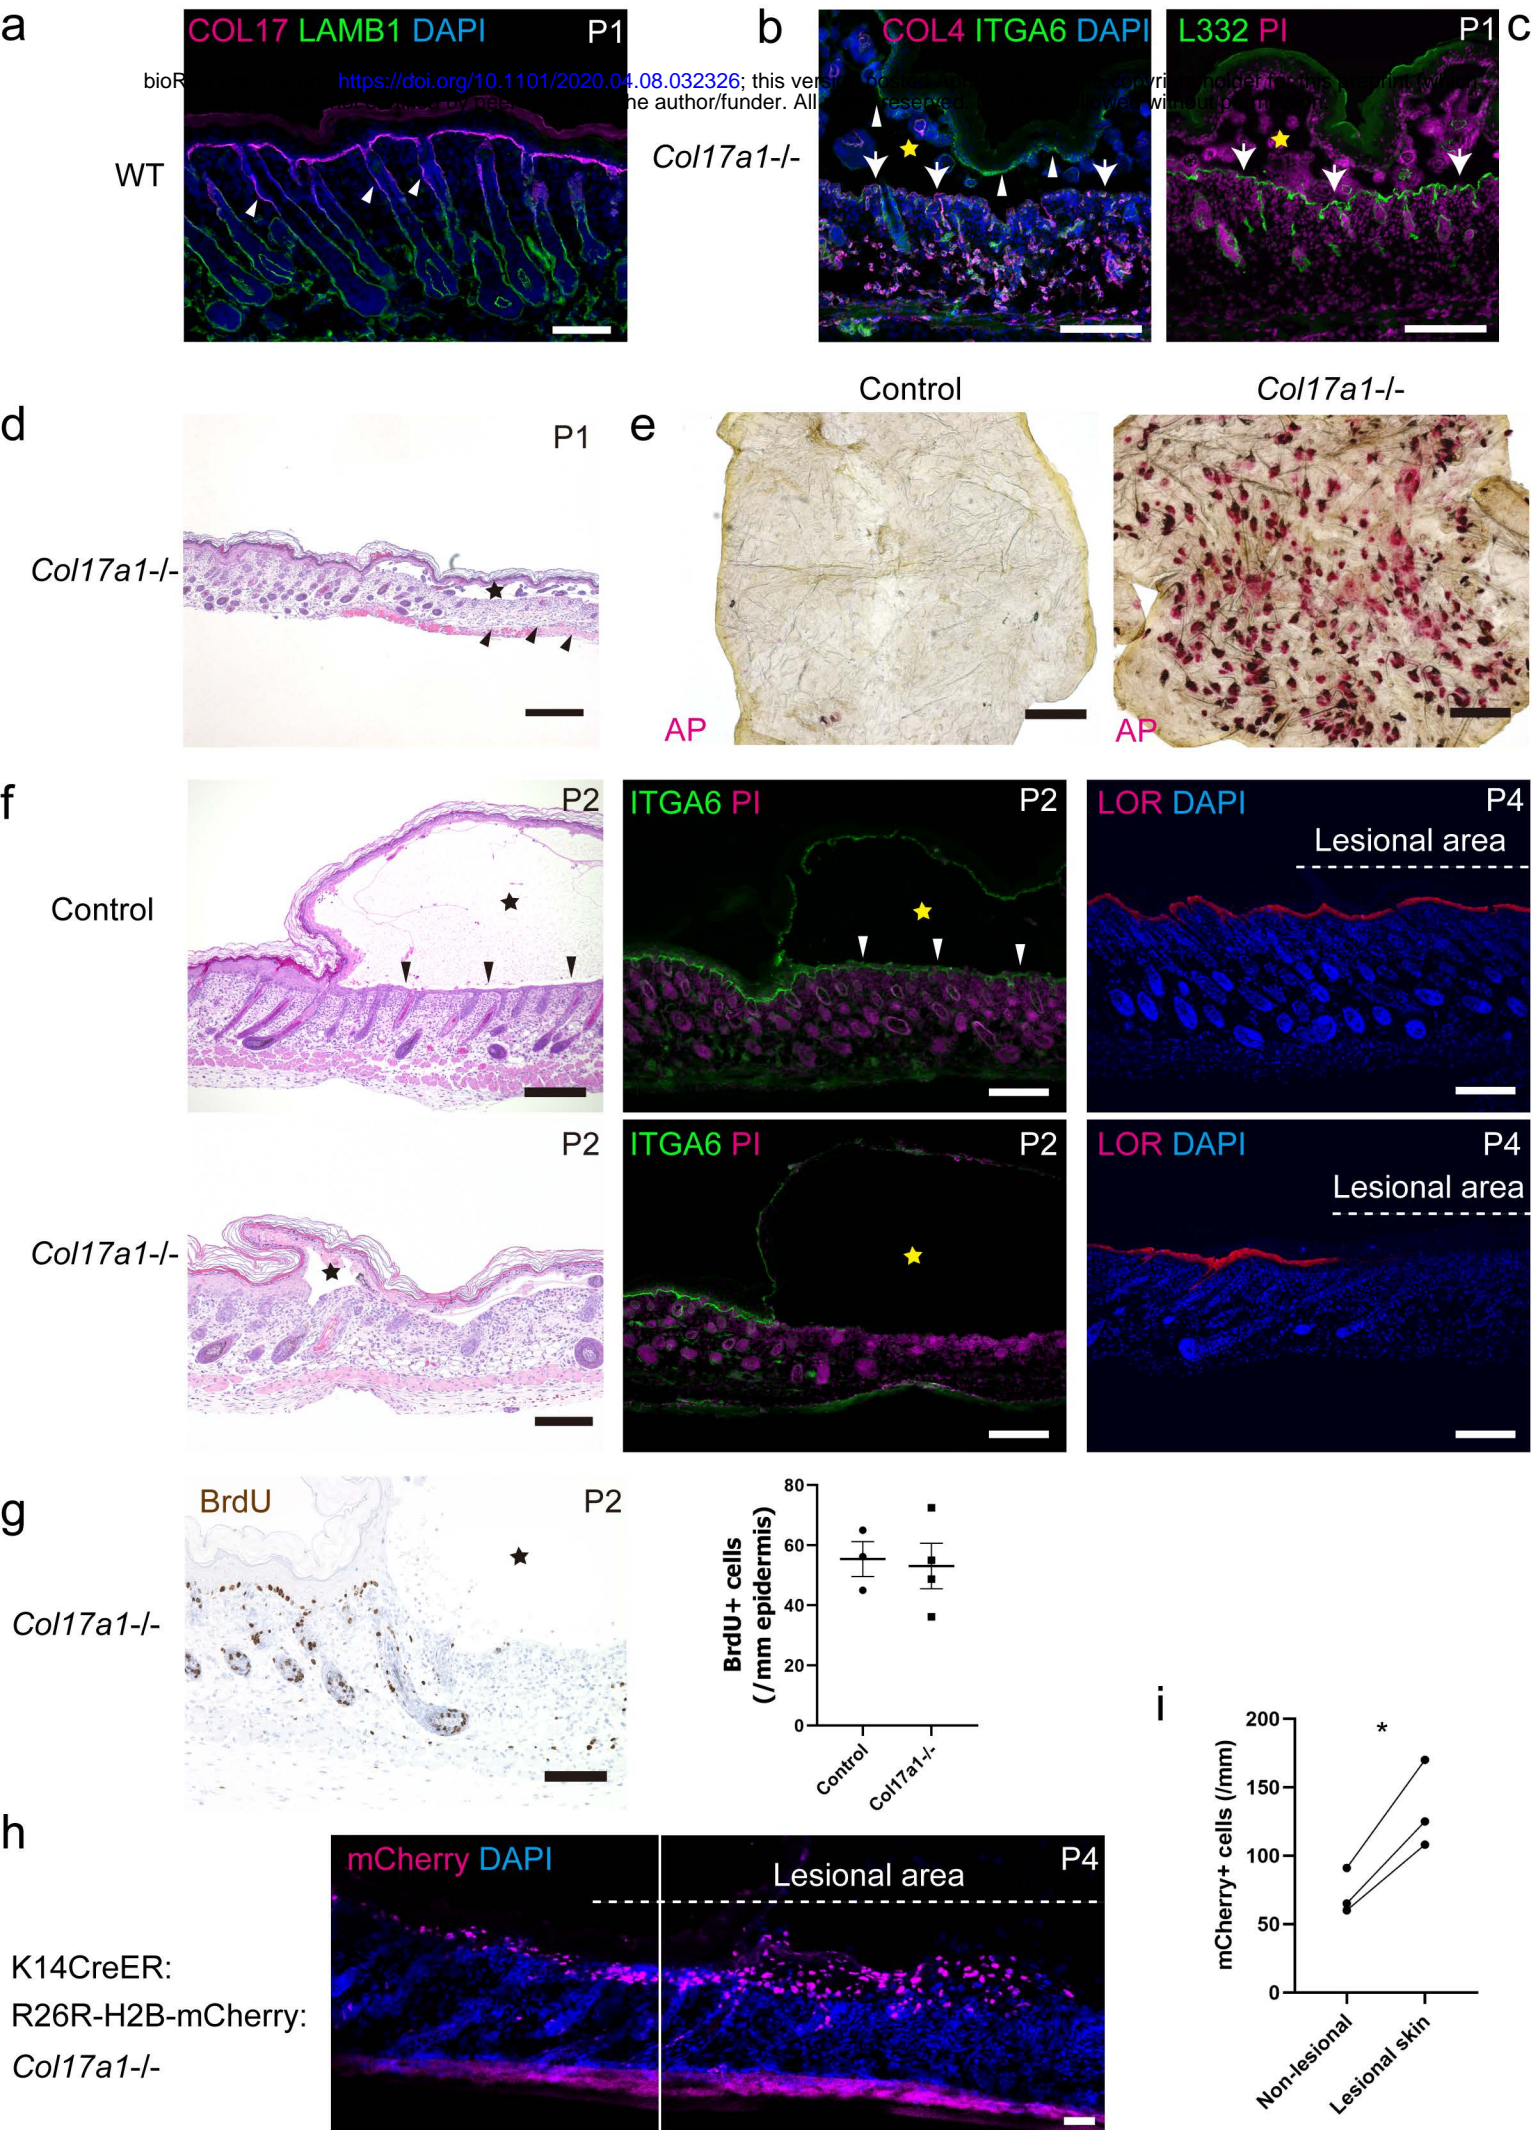 a
COL17 LAMB1 DAPI
P1
WT
b
COL4 ITGA6 DAPI
Col17a1-/-
L332 PI
P1
c
https://doi.org/10.1101/2020.04.08.032326; this
he author/funder. All
d
P1
Col17a1-/-
e
Control
AP
Col17a1-/-
AP
f
Control
P2
ITGA6 PI
P2
LOR DAPI
P4
Lesional area
Col17a1-/-
P2
ITGA6 PI
P2
LOR DAPI
P4
Lesional area
g
BrdU
P2
Col17a1-/-
BrdU+ cells
(/mm epidermis)
80
60
40
20
0
Control
Col17a1-/-
h
mCherry DAPI
Lesional area
P4
K14CreER:
R26R-H2B-mCherry:
Col17a1-/-
i
mCherry+ cells (/mm)
200
150
100
50
0
*
Non-lesional
Lesional skin